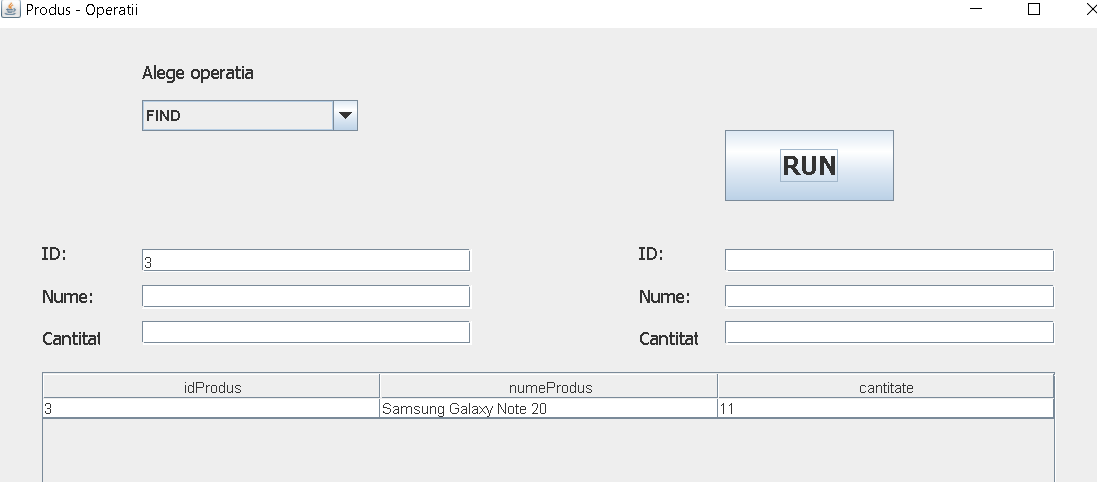 Produs - Operatii
Alege operatia
FIND
RUN
ID: 3 ID:
Nume: Nume:
Cantitat Cantitat
idProdus numeProdus cantitate
3 Samsung Galaxy Note 20 11